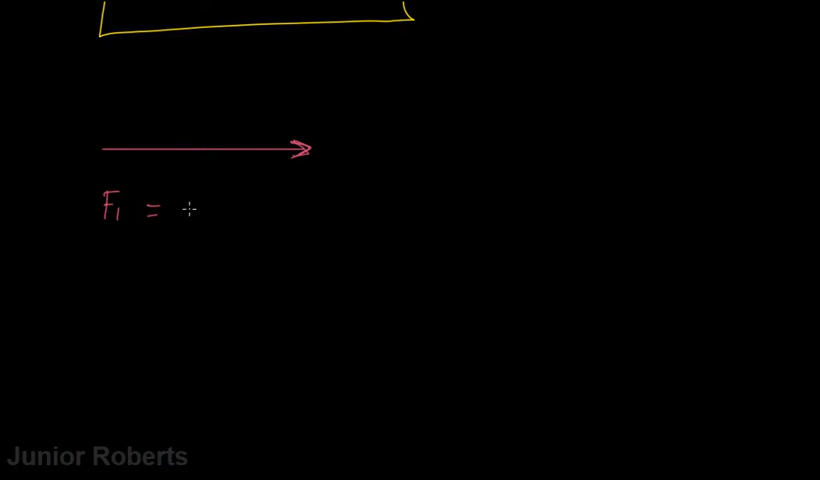 F₁ =
Junior Roberts